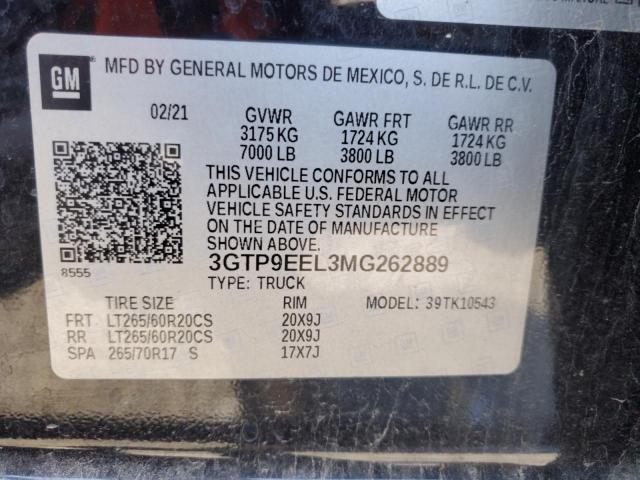 GM
MFD BY GENERAL MOTORS DE MEXICO, S. DE R.L. DE C.V.
02/21 GVWR GAWR FRT GAWR RR
3175 KG 1724 KG 1724 KG
7000 LB 3800 LB 3800 LB
THIS VEHICLE CONFORMS TO ALL
APPLICABLE U.S. FEDERAL MOTOR
VEHICLE SAFETY STANDARDS IN EFFECT
ON THE DATE OF MANUFACTURE
SHOWN ABOVE.
8555
3GTP9EEL3MG262889
TYPE: TRUCK
TIRE SIZE RIM MODEL: 39TK10543
FRT LT265/60R20CS 20X9J
RR LT265/60R20CS 20X9J
SPA 265/70R17 S 17X7J